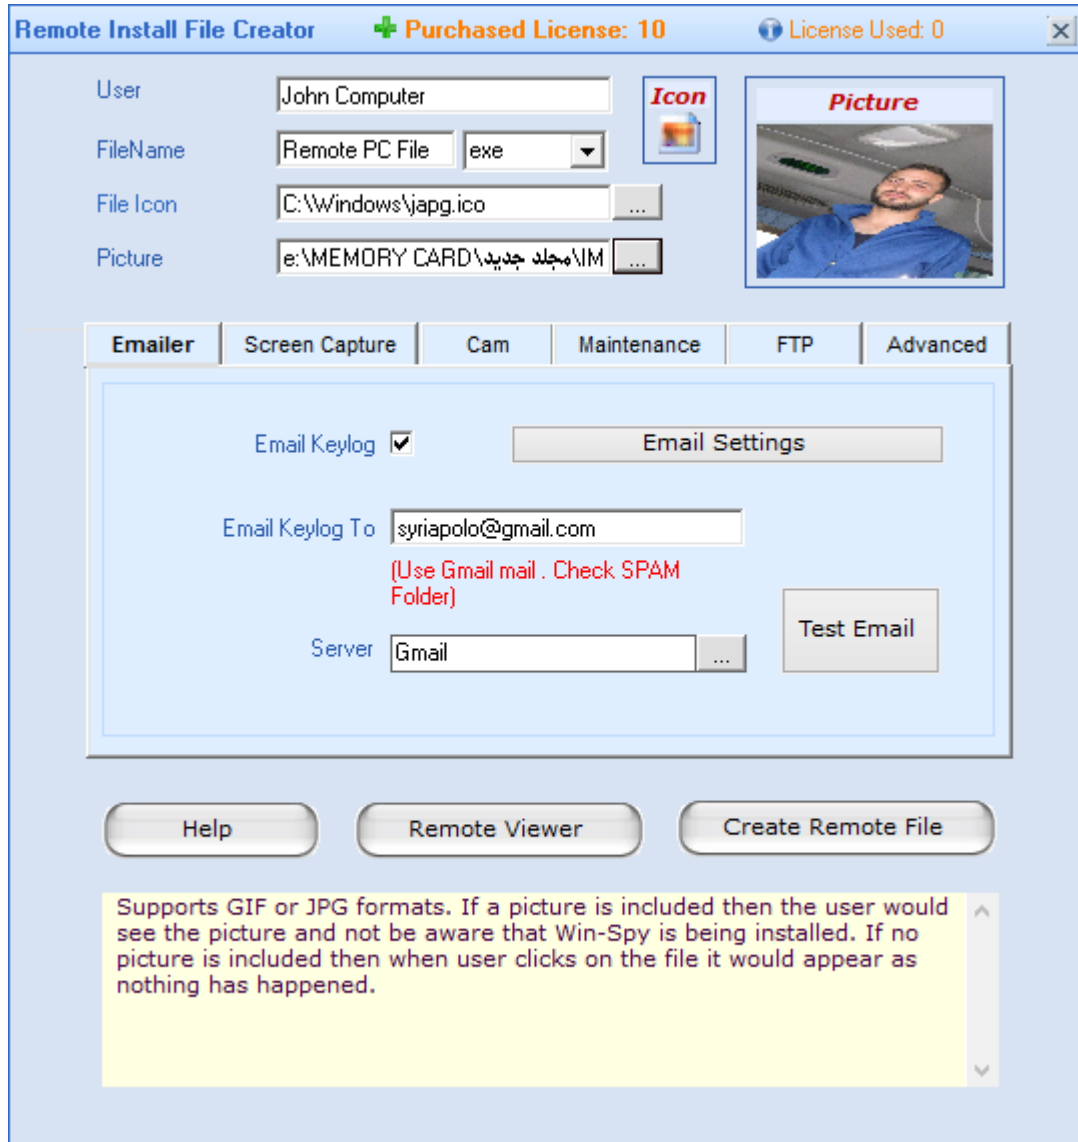 Remote Install File Creator
Purchased License: 10
License Used: 0
User
John Computer
Icon
Picture
FileName
Remote PC File
exe
File Icon
C:\Windows\japg.ico
...
Picture
e:\MEMORY CARD\مجلد جديد\IM
...
Emailer
Screen Capture
Cam
Maintenance
FTP
Advanced
Email Keylog
Email Settings
Email Keylog To
syriapolo@gmail.com
(Use Gmail mail . Check SPAM
Folder)
Test Email
Server
Gmail
...
Help
Remote Viewer
Create Remote File
Supports GIF or JPG formats. If a picture is included then the user would
see the picture and not be aware that Win-Spy is being installed. If no
picture is included then when user clicks on the file it would appear as
nothing has happened.